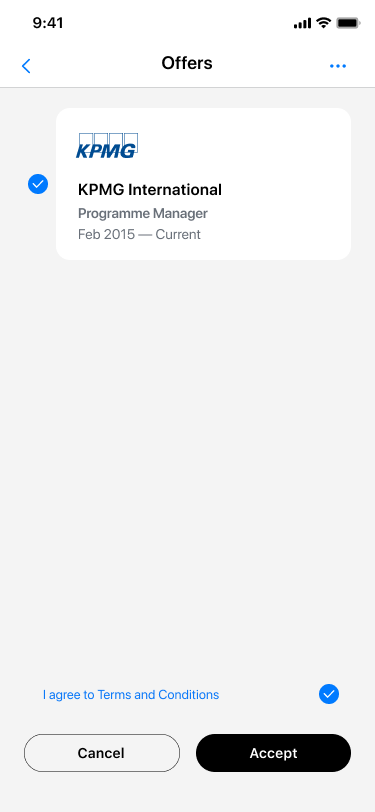 9:41
Offers
KPMG
KPMG International
Programme Manager
Feb 2015 — Current
I agree to Terms and Conditions
Cancel
Accept